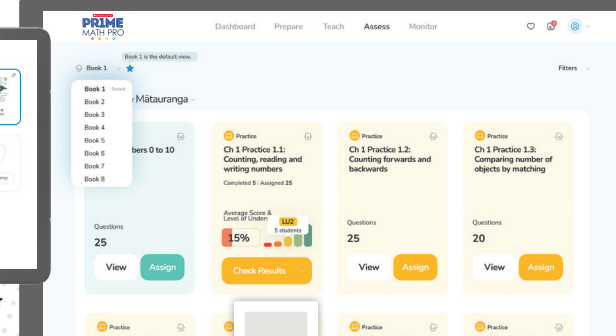 SCHOLASTIC
PR1ME
MATH PRO
Dashboard Prepare Teach Assess Monitor
Book 1 is the default view.
Book 1
Filters
Book 1 Default
Book 2
Book 3
Book 4
Book 5
Book 6
Book 7
Book 8
Mātauranga
bers 0 to 10
Questions
25
View Assign
Practice
Ch 1 Practice 1.1:
Counting, reading and
writing numbers
Completed 5 / Assigned 25
Average Score &
Level of Unders
LU2
5 students
15%
Check Results
Practice
Ch 1 Practice 1.2:
Counting forwards and
backwards
Questions
25
View Assign
Practice
Ch 1 Practice 1.3:
Comparing number of
objects by matching
Questions
20
View Assign
Practice
Practice
Practice